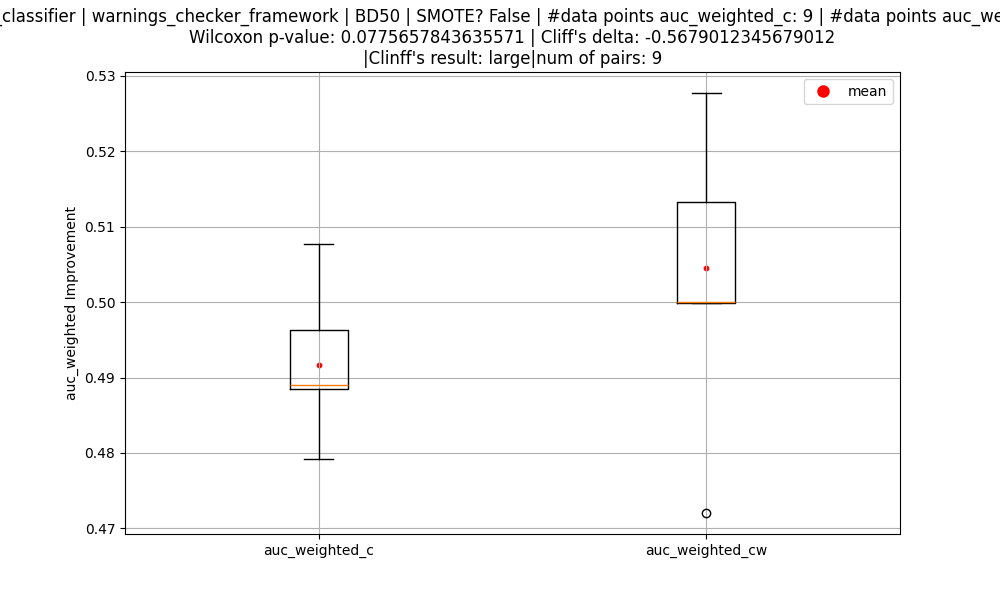 _classifier | warnings_checker_framework | BD50 | SMOTE? False | #data points auc_weighted_c: 9 | #data points auc_we
Wilcoxon p-value: 0.0775657843635571 | Cliff's delta: -0.5679012345679012
|Clinff's result: large|num of pairs: 9
mean
0.53
0.52
0.51
0.50
0.49
0.48
0.47
auc_weighted Improvement
auc_weighted_c
auc_weighted_cw